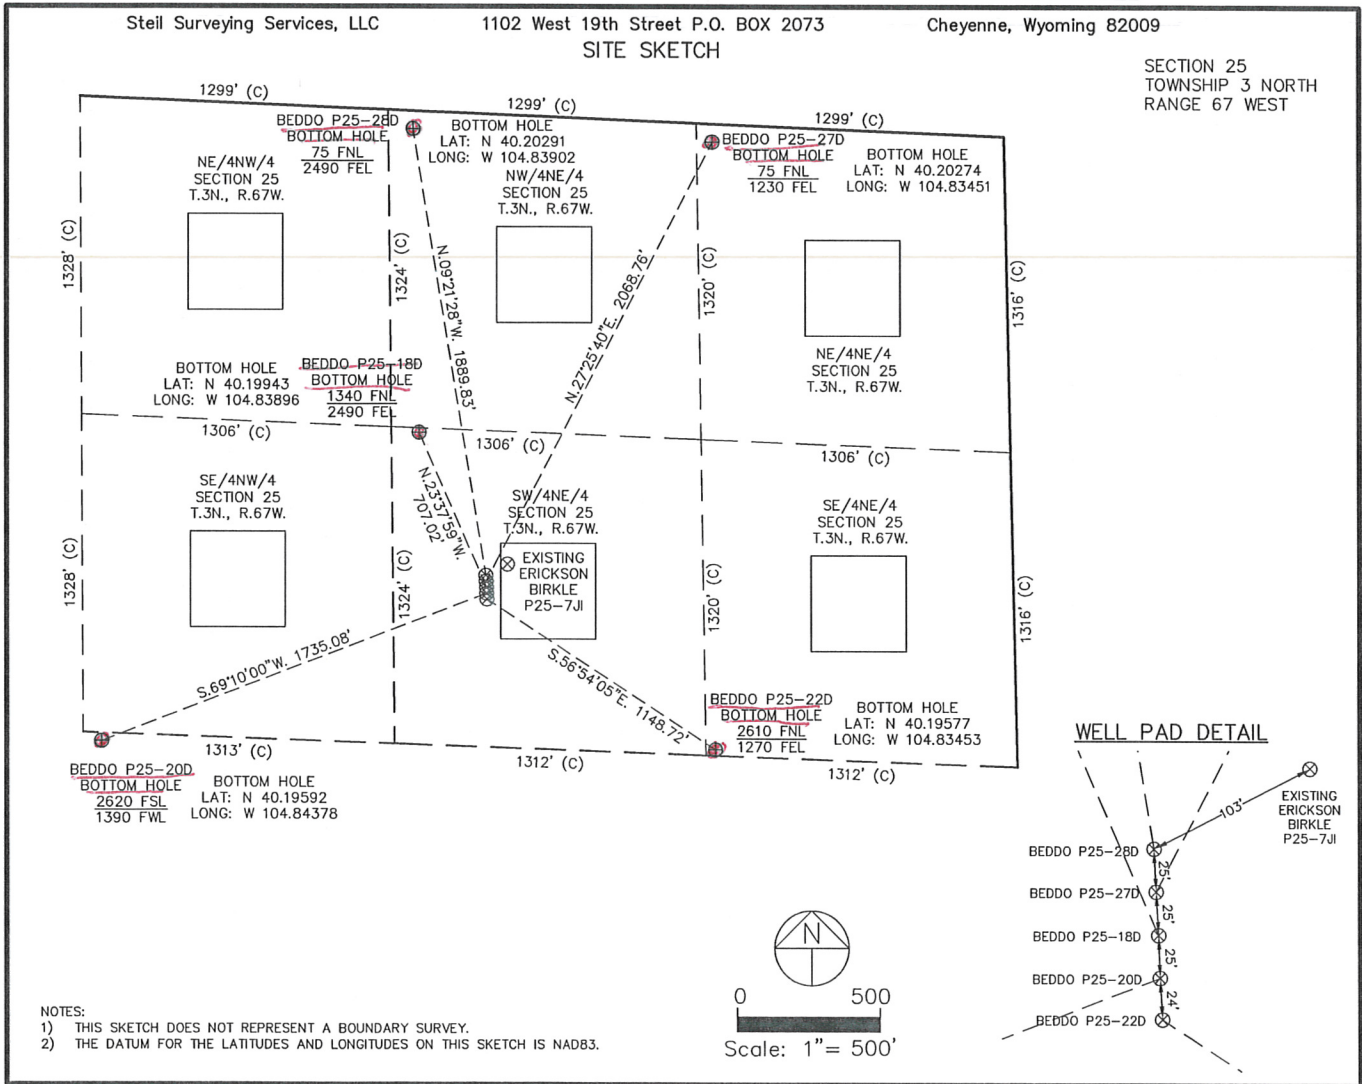 Steil Surveying Services, LLC 1102 West 19th Street P.O. BOX 2073 Cheyenne, Wyoming 82009
SITE SKETCH
SECTION 25
TOWNSHIP 3 NORTH
RANGE 67 WEST
1299' (C)
1299' (C)
1299' (C)
BEDDO P25-28D
BOTTOM HOLE
75 FNL
2490 FEL
BOTTOM HOLE
LAT: N 40.20291
LONG: W 104.83902
BEDDO P25-27D
BOTTOM HOLE
75 FNL
1230 FEL
BOTTOM HOLE
LAT: N 40.20274
LONG: W 104.83451
NE/4NW/4
SECTION 25
T.3N., R.67W.
NW/4NE/4
SECTION 25
T.3N., R.67W.
NE/4NE/4
SECTION 25
T.3N., R.67W.
1328' (C)
1324' (C)
N.09°21'28"W. 1889.83'
N.27°25'40"E. 2068.76'
1320' (C)
1316' (C)
BOTTOM HOLE
LAT: N 40.19943
LONG: W 104.83896
BEDDO P25-18D
BOTTOM HOLE
1340 FNL
2490 FEL
1306' (C)
1306' (C)
1306' (C)
SE/4NW/4
SECTION 25
T.3N., R.67W.
N.23°37'59"W.
707.02'
SW/4NE/4
SECTION 25
T.3N., R.67W.
EXISTING
ERICKSON
BIRKLE
P25-7JI
SE/4NE/4
SECTION 25
T.3N., R.67W.
1328' (C)
1324' (C)
1320' (C)
1316' (C)
S.69°10'00"W. 1735.08'
S.56°54'05"E. 1148.72'
BEDDO P25-22D
BOTTOM HOLE
2610 FNL
1270 FEL
BOTTOM HOLE
LAT: N 40.19577
LONG: W 104.83453
1313' (C)
1312' (C)
1312' (C)
BEDDO P25-20D
BOTTOM HOLE
2620 FSL
1390 FWL
BOTTOM HOLE
LAT: N 40.19592
LONG: W 104.84378
WELL PAD DETAIL
EXISTING
ERICKSON
BIRKLE
P25-7JI
103'
BEDDO P25-28D
25'
BEDDO P25-27D
25'
BEDDO P25-18D
25'
BEDDO P25-20D
24'
BEDDO P25-22D
N
0 500
Scale: 1"= 500'
NOTES:
1) THIS SKETCH DOES NOT REPRESENT A BOUNDARY SURVEY.
2) THE DATUM FOR THE LATITUDES AND LONGITUDES ON THIS SKETCH IS NAD83.